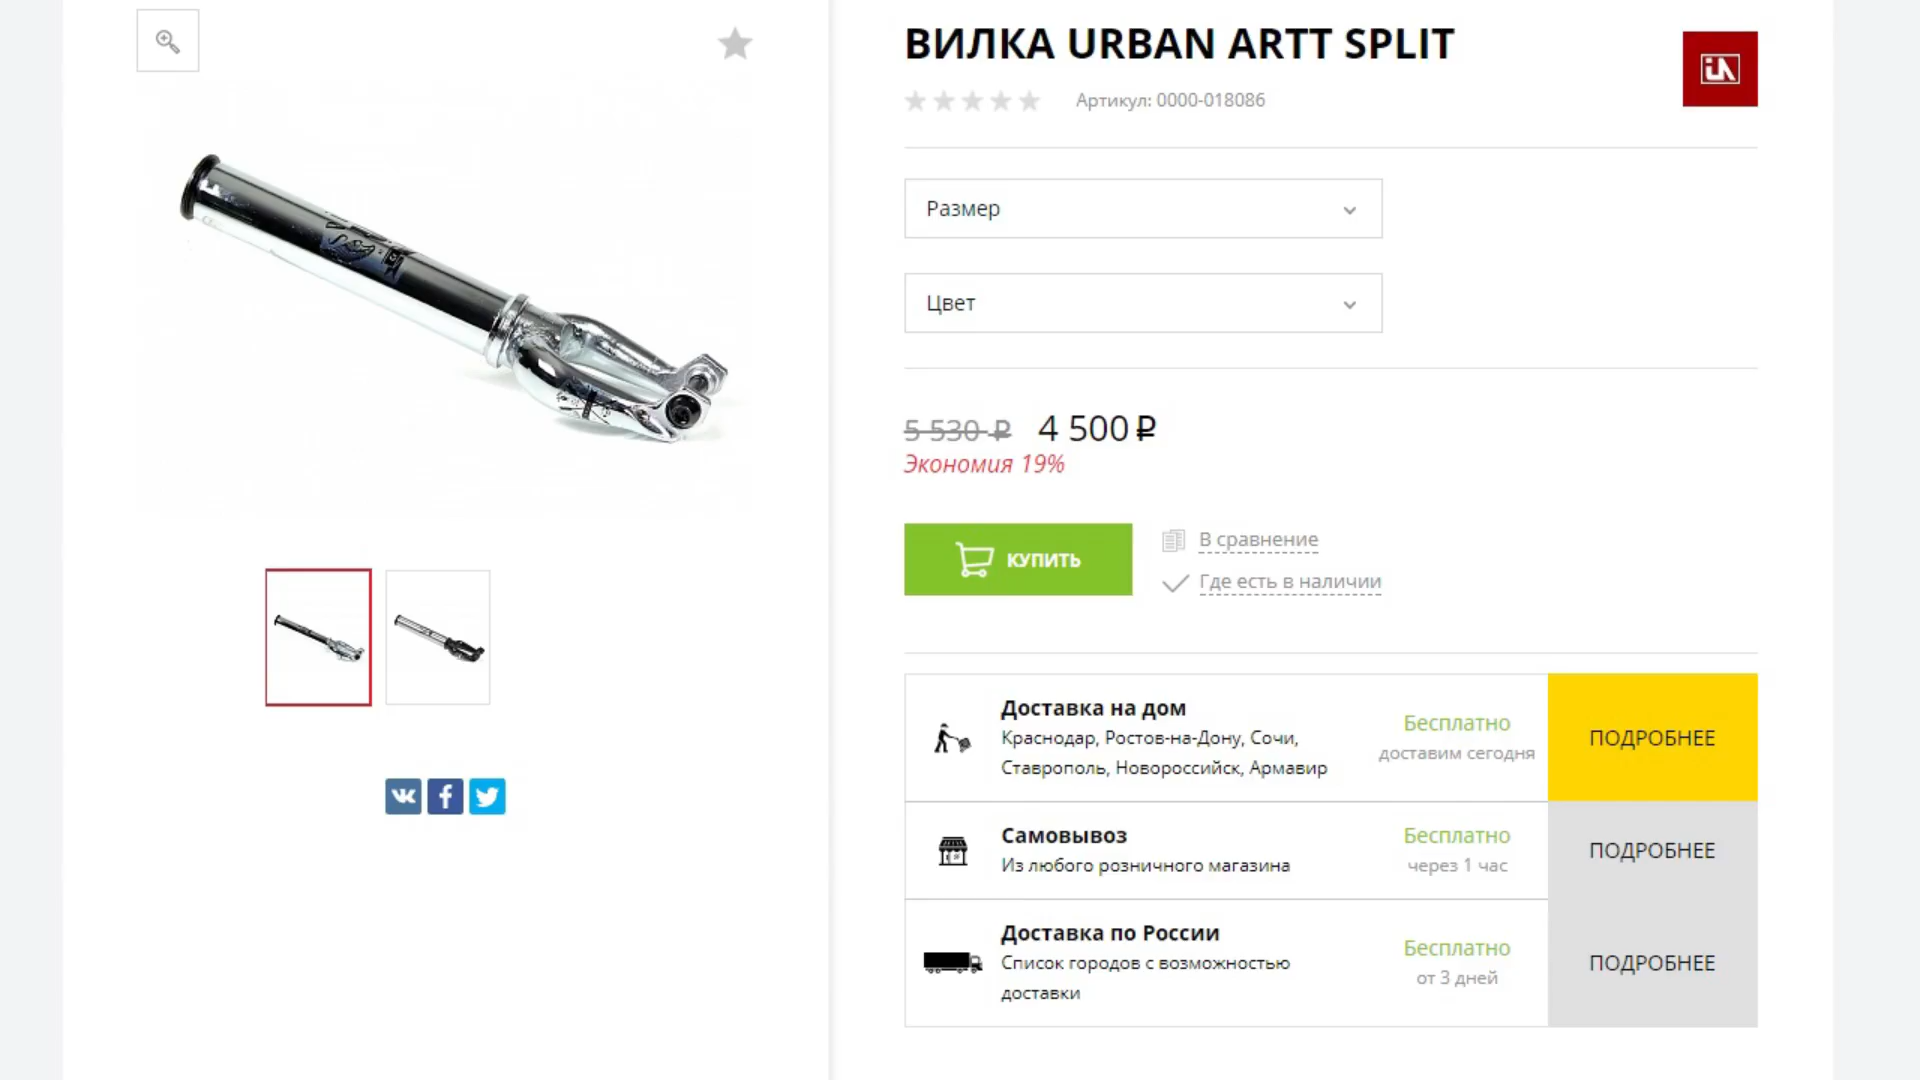 ВИЛКА URBAN ARTT SPLIT
Артикул: 0000-018086
Размер
Цвет
5 530 ₽ 4 500 ₽
Экономия 19%
КУПИТЬ
В сравнение
Где есть в наличии
Доставка на дом
Краснодар, Ростов-на-Дону, Сочи,
Ставрополь, Новороссийск, Армавир
Бесплатно
доставим сегодня
ПОДРОБНЕЕ
Самовывоз
Из любого розничного магазина
Бесплатно
через 1 час
ПОДРОБНЕЕ
Доставка по России
Список городов с возможностью
доставки
Бесплатно
от 3 дней
ПОДРОБНЕЕ